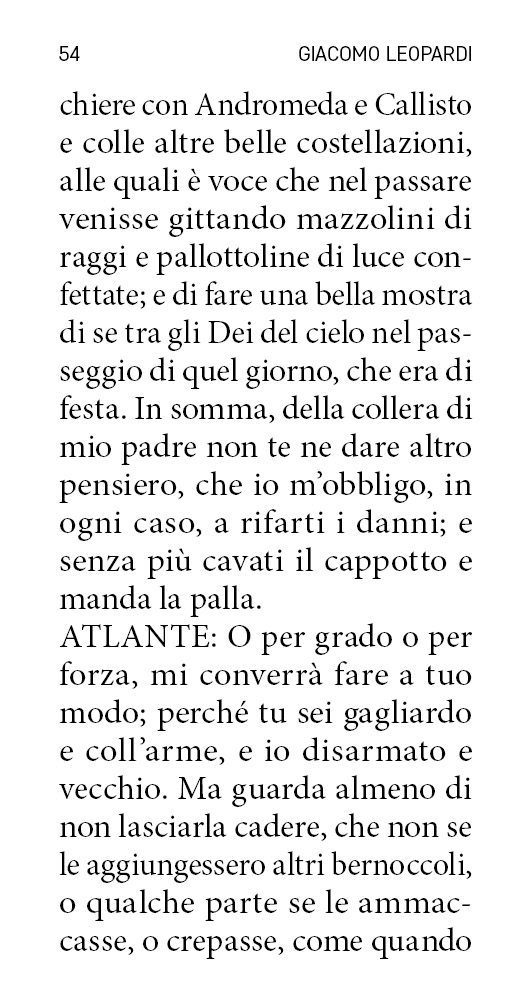 54 GIACOMO LEOPARDI
chiere con Andromeda e Callisto
e colle altre belle costellazioni,
alle quali è voce che nel passare
venisse gittando mazzolini di
raggi e pallottoline di luce con-
fettate; e di fare una bella mostra
di se tra gli Dei del cielo nel pas-
seggio di quel giorno, che era di
festa. In somma, della collera di
mio padre non te ne dare altro
pensiero, che io m’obbligo, in
ogni caso, a rifarti i danni; e
senza più cavati il cappotto e
manda la palla.
ATLANTE: O per grado o per
forza, mi converrà fare a tuo
modo; perché tu sei gagliardo
e coll’arme, e io disarmato e
vecchio. Ma guarda almeno di
non lasciarla cadere, che non se
le aggiungessero altri bernoccoli,
o qualche parte se le ammac-
casse, o crepasse, come quando